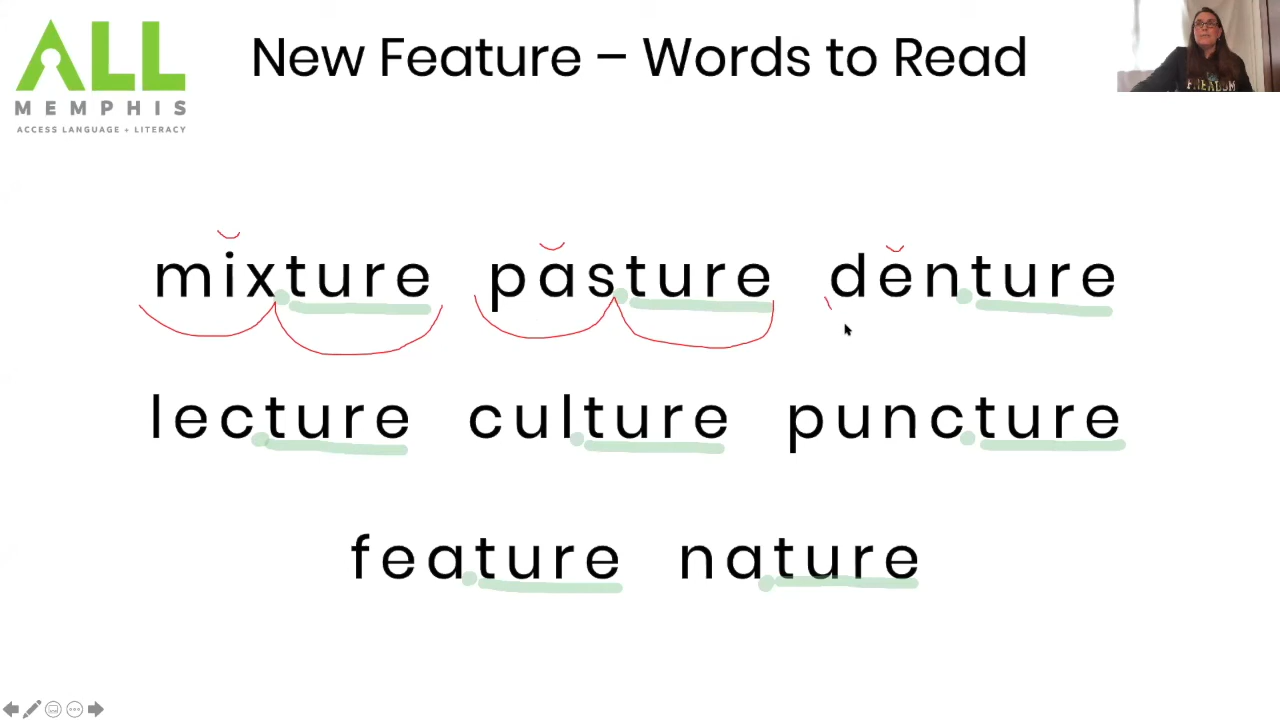 ALL
MEMPHIS
ACCESS LANGUAGE + LITERACY
New Feature – Words to Read
mixture pasture denture
lecture culture puncture
feature nature